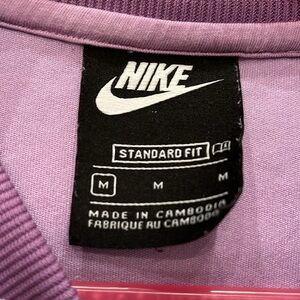 NIKE
STANDARD FIT
M M M
MADE IN CAMBODIA
FABRIQUE AU CAMBODGE